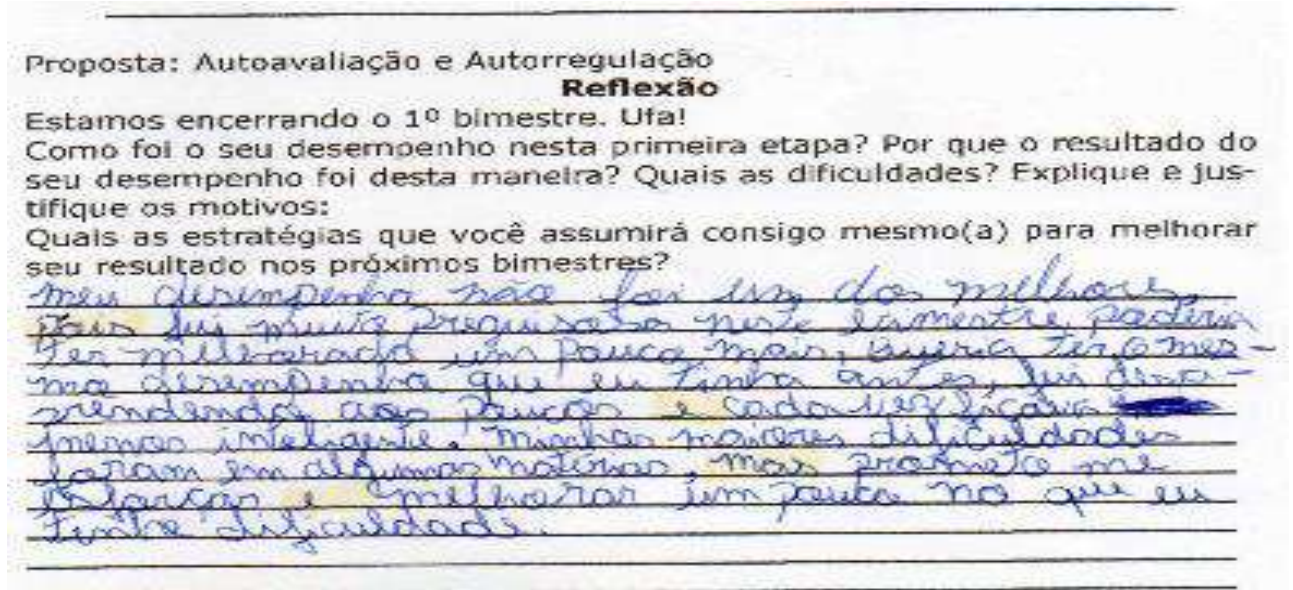 Proposta: Autoavaliação e Autorregulação
Reflexão
Estamos encerrando o 1º bimestre. Ufa!
Como foi o seu desempenho nesta primeira etapa? Por que o resultado do
seu desempenho foi desta maneira? Quais as dificuldades? Explique e jus-
tifique os motivos:
Quais as estratégias que você assumirá consigo mesmo(a) para melhorar
seu resultado nos próximos bimestres?
meu desempenho não foi um dos melhores,
pois fui muito preguisoso neste bimestre, poderia
ter milhorado um pouco mais, queria ter o mes-
mo desempenho que eu tinha antes, fui desa-
prendendo aos poucos e cada vez ficava
menos inteligente. minhas maiores dificuldades
foram em algumas matérias, mas prometo me
esforçar e milhorar um pouco no que eu
tenho dificuldade.